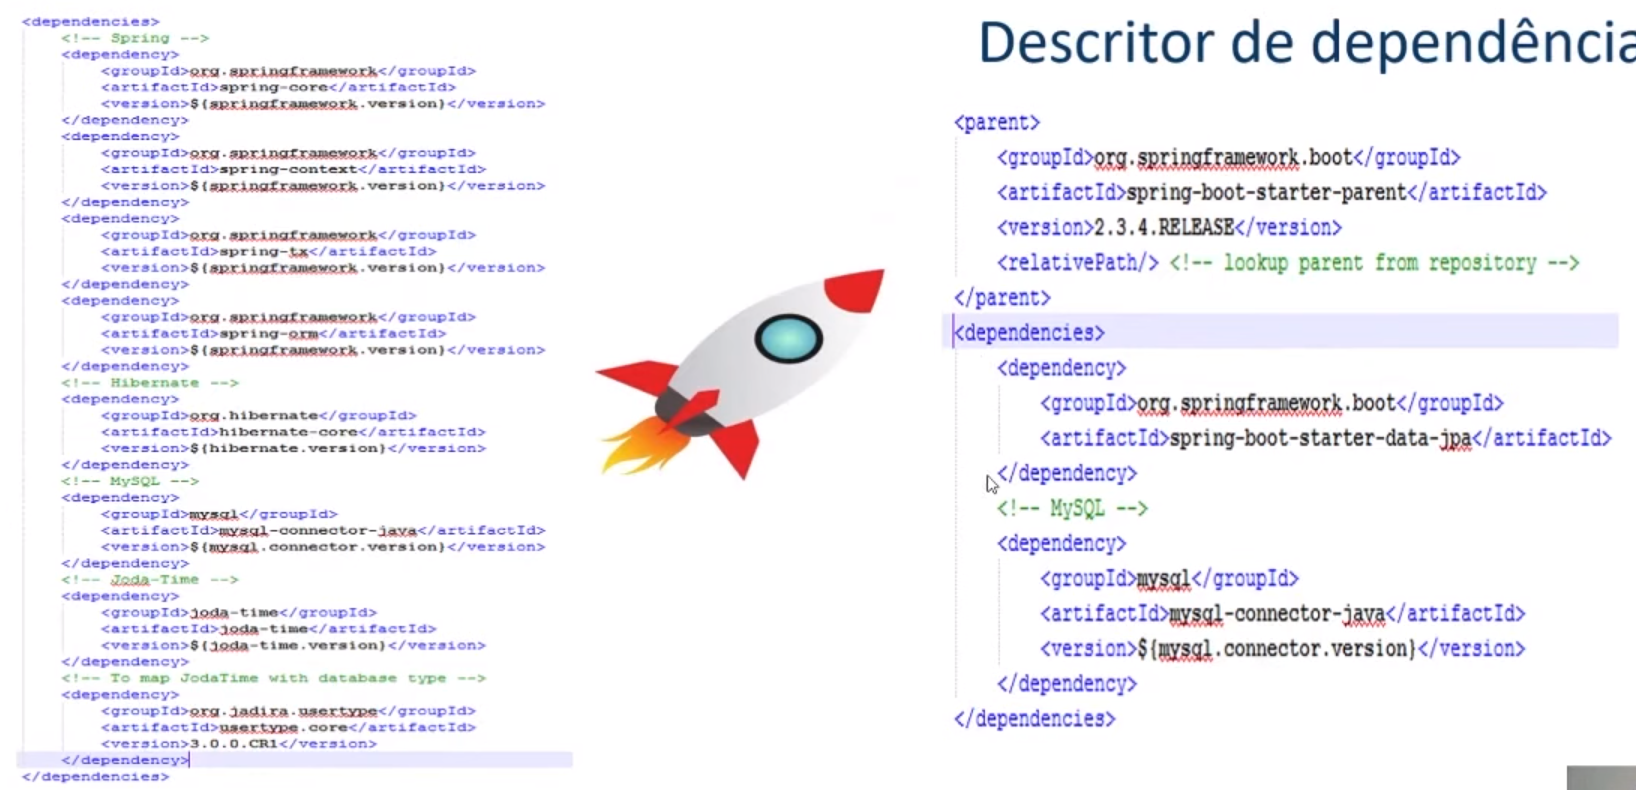 <dependencies>
<!-- Spring -->
<dependency>
<groupId>org.springframework</groupId>
<artifactId>spring-core</artifactId>
<version>${springframework.version}</version>
</dependency>
<dependency>
<groupId>org.springframework</groupId>
<artifactId>spring-context</artifactId>
<version>${springframework.version}</version>
</dependency>
<dependency>
<groupId>org.springframework</groupId>
<artifactId>spring-tx</artifactId>
<version>${springframework.version}</version>
</dependency>
<dependency>
<groupId>org.springframework</groupId>
<artifactId>spring-orm</artifactId>
<version>${springframework.version}</version>
</dependency>
<!-- Hibernate -->
<dependency>
<groupId>org.hibernate</groupId>
<artifactId>hibernate-core</artifactId>
<version>${hibernate.version}</version>
</dependency>
<!-- MySQL -->
<dependency>
<groupId>mysql</groupId>
<artifactId>mysql-connector-java</artifactId>
<version>${mysql.connector.version}</version>
</dependency>
<!-- Joda-Time -->
<dependency>
<groupId>joda-time</groupId>
<artifactId>joda-time</artifactId>
<version>${joda-time.version}</version>
</dependency>
<!-- To map JodaTime with database type -->
<dependency>
<groupId>org.jadira.usertype</groupId>
<artifactId>usertype.core</artifactId>
<version>3.0.0.CR1</version>
</dependency>
</dependencies>
Descritor de dependência
<parent>
<groupId>org.springframework.boot</groupId>
<artifactId>spring-boot-starter-parent</artifactId>
<version>2.3.4.RELEASE</version>
<relativePath/> <!-- lookup parent from repository -->
</parent>
<dependencies>
<dependency>
<groupId>org.springframework.boot</groupId>
<artifactId>spring-boot-starter-data-jpa</artifactId>
</dependency>
<!-- MySQL -->
<dependency>
<groupId>mysql</groupId>
<artifactId>mysql-connector-java</artifactId>
<version>${mysql.connector.version}</version>
</dependency>
</dependencies>